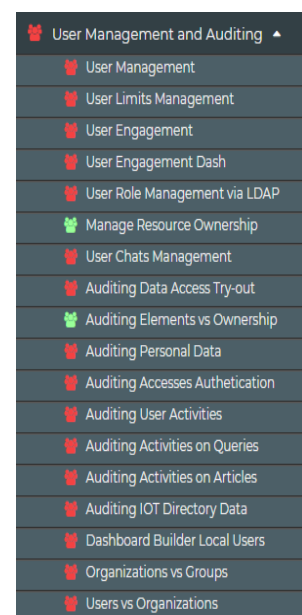 User Management and Auditing
User Management
User Limits Management
User Engagement
User Engagement Dash
User Role Management via LDAP
Manage Resource Ownership
User Chats Management
Auditing Data Access Try-out
Auditing Elements vs Ownership
Auditing Personal Data
Auditing Accesses Authetication
Auditing User Activities
Auditing Activities on Queries
Auditing Activities on Articles
Auditing IOT Directory Data
Dashboard Builder Local Users
Organizations vs Groups
Users vs Organizations